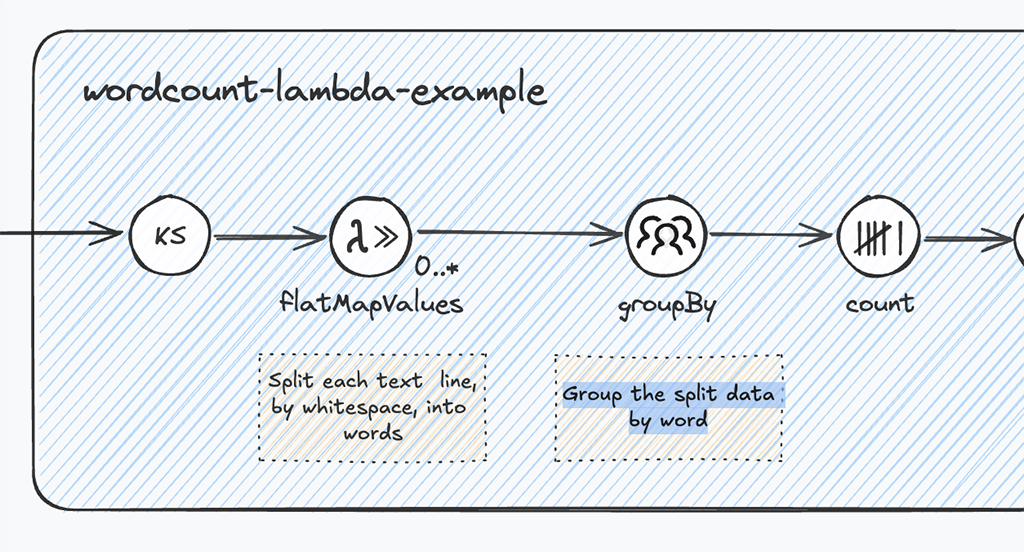 wordcount-lambda-example
KS
λ >>
0..*
flatMapValues
groupBy
count
Split each text line,
by whitespace, into
words
Group the split data
by word